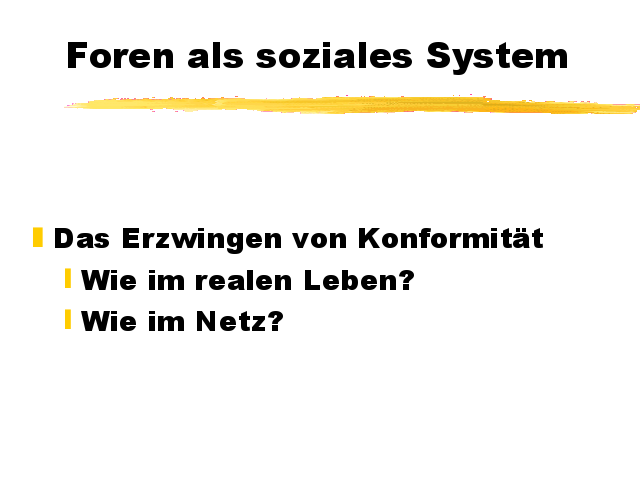 Foren als soziales System
Das Erzwingen von Konformität
Wie im realen Leben?
Wie im Netz?